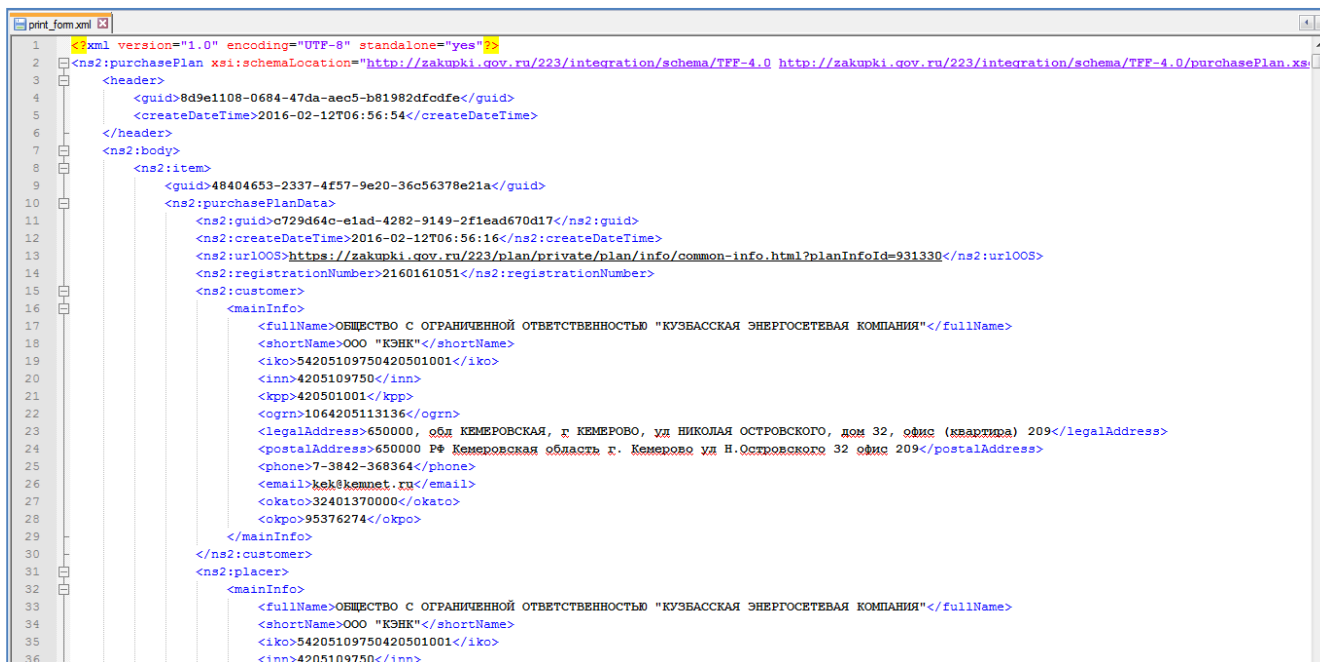 print_form.xml
1 <?xml version="1.0" encoding="UTF-8" standalone="yes"?>
2 <ns2:purchasePlan xsi:schemaLocation="http://zakupki.gov.ru/223/integration/schema/TFF-4.0 http://zakupki.gov.ru/223/integration/schema/TFF-4.0/purchasePlan.xs
3 <header>
4 <guid>8d9e1108-0684-47da-aec5-b81982dfcdfe</guid>
5 <createDateTime>2016-02-12T06:56:54</createDateTime>
6 </header>
7 <ns2:body>
8 <ns2:item>
9 <guid>48404653-2337-4f57-9e20-36c56378e21a</guid>
10 <ns2:purchasePlanData>
11 <ns2:guid>c729d64c-e1ad-4282-9149-2f1ead670d17</ns2:guid>
12 <ns2:createDateTime>2016-02-12T06:56:16</ns2:createDateTime>
13 <ns2:urlOOS>https://zakupki.gov.ru/223/plan/private/plan/info/common-info.html?planInfoId=931330</ns2:urlOOS>
14 <ns2:registrationNumber>2160161051</ns2:registrationNumber>
15 <ns2:customer>
16 <mainInfo>
17 <fullName>ОБЩЕСТВО С ОГРАНИЧЕННОЙ ОТВЕТСТВЕННОСТЬЮ "КУЗБАССКАЯ ЭНЕРГОСЕТЕВАЯ КОМПАНИЯ"</fullName>
18 <shortName>ООО "КЭНК"</shortName>
19 <iko>54205109750420501001</iko>
20 <inn>4205109750</inn>
21 <kpp>420501001</kpp>
22 <ogrn>1064205113136</ogrn>
23 <legalAddress>650000, обл КЕМЕРОВСКАЯ, г КЕМЕРОВО, ул НИКОЛАЯ ОСТРОВСКОГО, дом 32, офис (квартира) 209</legalAddress>
24 <postalAddress>650000 РФ Кемеровская область г. Кемерово ул Н.Островского 32 офис 209</postalAddress>
25 <phone>7-3842-368364</phone>
26 <email>kek@kemnet.ru</email>
27 <okato>32401370000</okato>
28 <okpo>95376274</okpo>
29 </mainInfo>
30 </ns2:customer>
31 <ns2:placer>
32 <mainInfo>
33 <fullName>ОБЩЕСТВО С ОГРАНИЧЕННОЙ ОТВЕТСТВЕННОСТЬЮ "КУЗБАССКАЯ ЭНЕРГОСЕТЕВАЯ КОМПАНИЯ"</fullName>
34 <shortName>ООО "КЭНК"</shortName>
35 <iko>54205109750420501001</iko>
36 <inn>4205109750</inn>